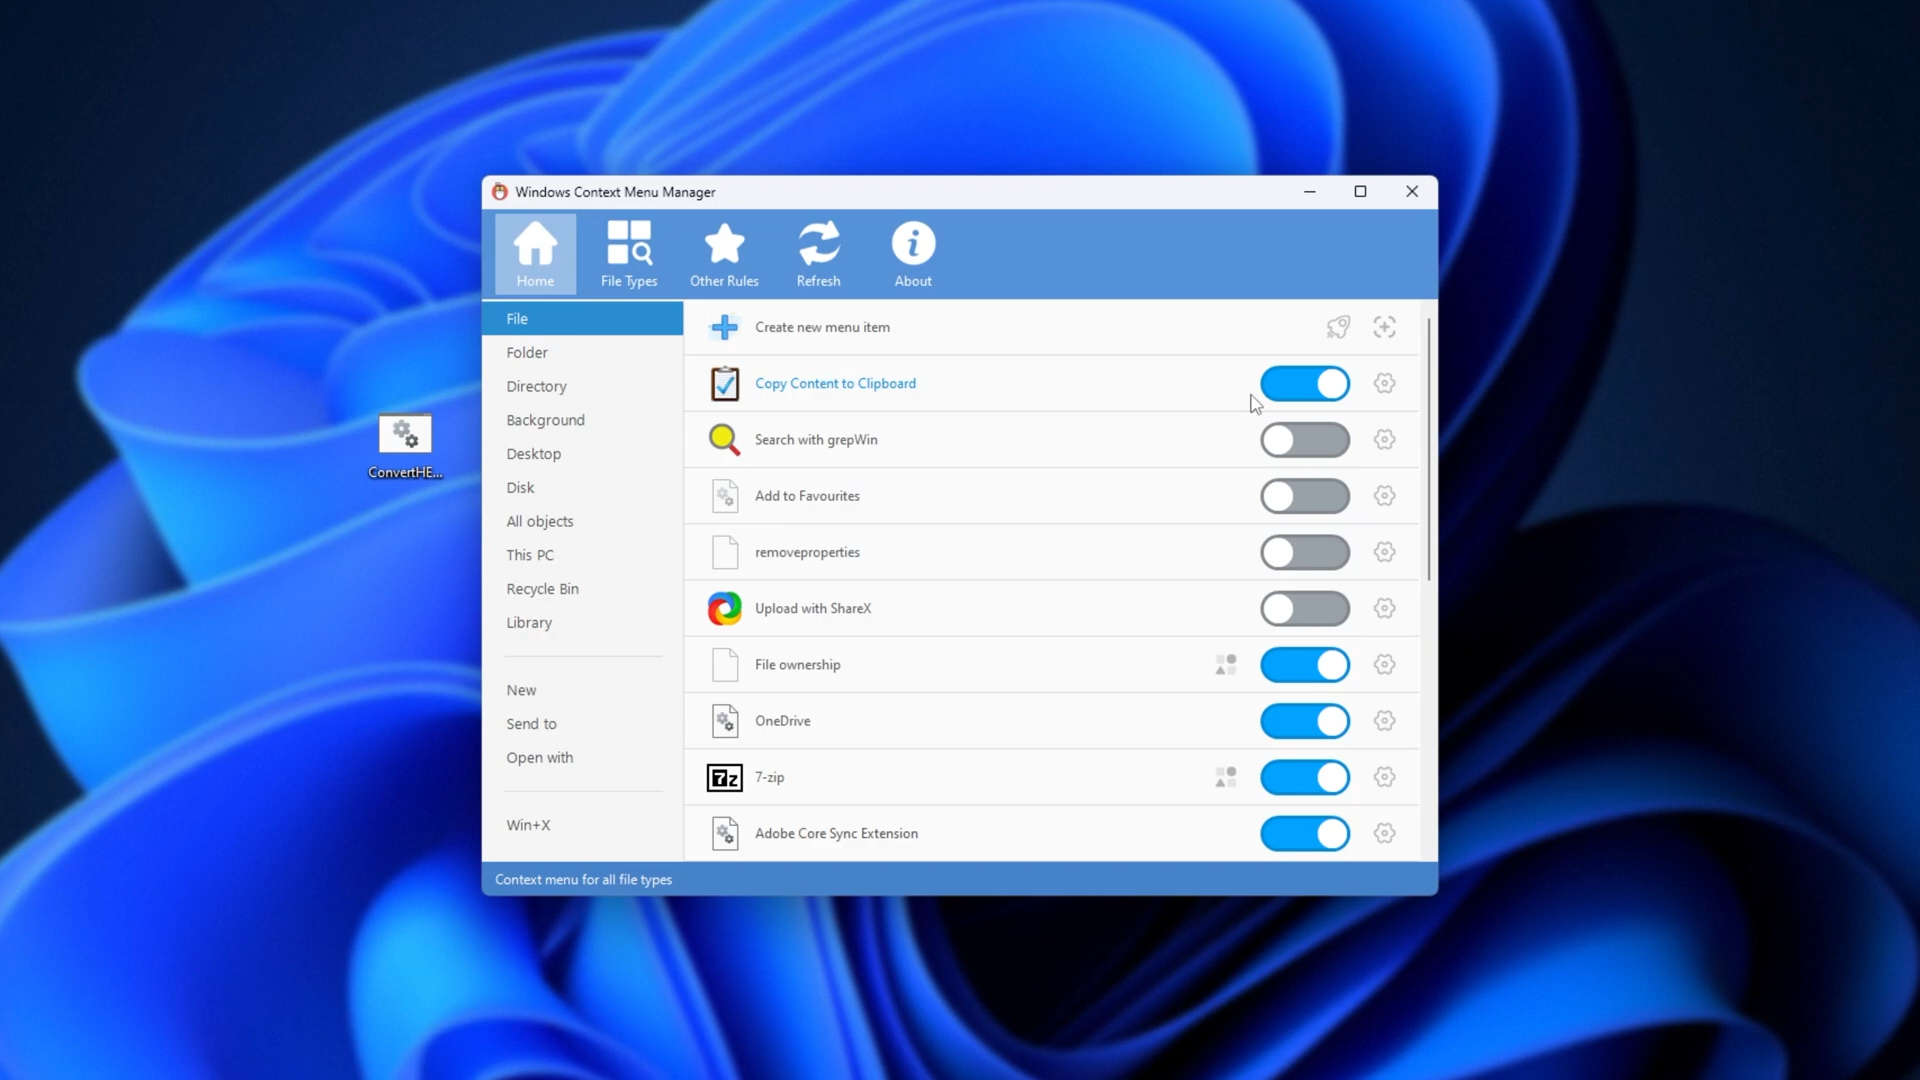 Windows Context Menu Manager
Home
File Types
Other Rules
Refresh
About
File
Folder
Directory
Background
Desktop
Disk
All objects
This PC
Recycle Bin
Library
New
Send to
Open with
Win+X
Create new menu item
Copy Content to Clipboard
Search with grepWin
Add to Favourites
removeproperties
Upload with ShareX
File ownership
OneDrive
7z 7-zip
Adobe Core Sync Extension
Context menu for all file types
ConvertHE...